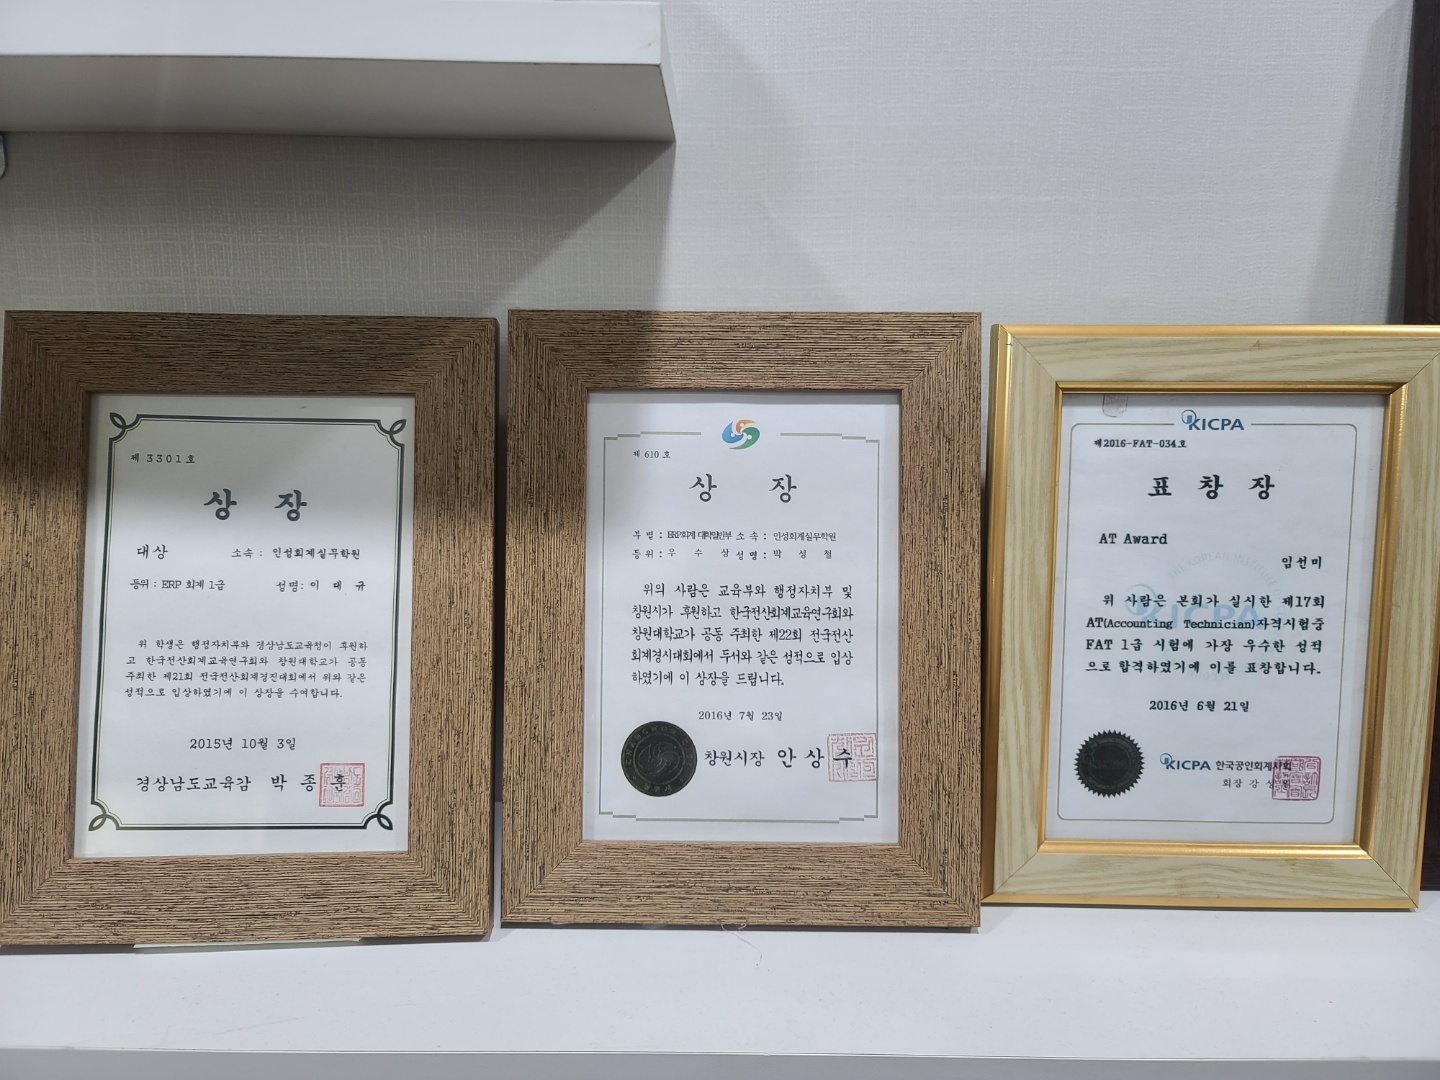 제 3301 호
상 장
대상 소속 : 인성회계실무학원
등위 : ERP 회계 1급 성명: 이 태 규
위 학생은 행정자치부와 경상남도교육청이 후원하
고 한국전산회계교육연구회와 창원대학교가 공동
주최한 제21회 전국전산회계경진대회에서 위와 같은
성적으로 입상하였기에 이 상장을 수여합니다.
2015년 10월 3일
경상남도교육감 박 종 훈
제 610 호
상 장
부 별 : ERP회계 대학일반부 소 속 : 인성회계실무학원
등 위 : 우 수 상 성 명 : 박 성 철
위의 사람은 교육부와 행정자치부 및
창원시가 후원하고 한국전산회계교육연구회와
창원대학교가 공동 주최한 제22회 전국전산
회계경시대회에서 두서와 같은 성적으로 입상
하였기에 이 상장을 드립니다.
2016년 7월 23일
창원시장 안 상 수
KICPA
제2016-FAT-034호
표 창 장
AT Award
임선미
위 사람은 본회가 실시한 제17회
AT(Accounting Technician)자격시험중
FAT 1급 시험에 가장 우수한 성적
으로 합격하였기에 이를 표창합니다.
2016년 6월 21일
KICPA 한국공인회계사회
회장 강 성